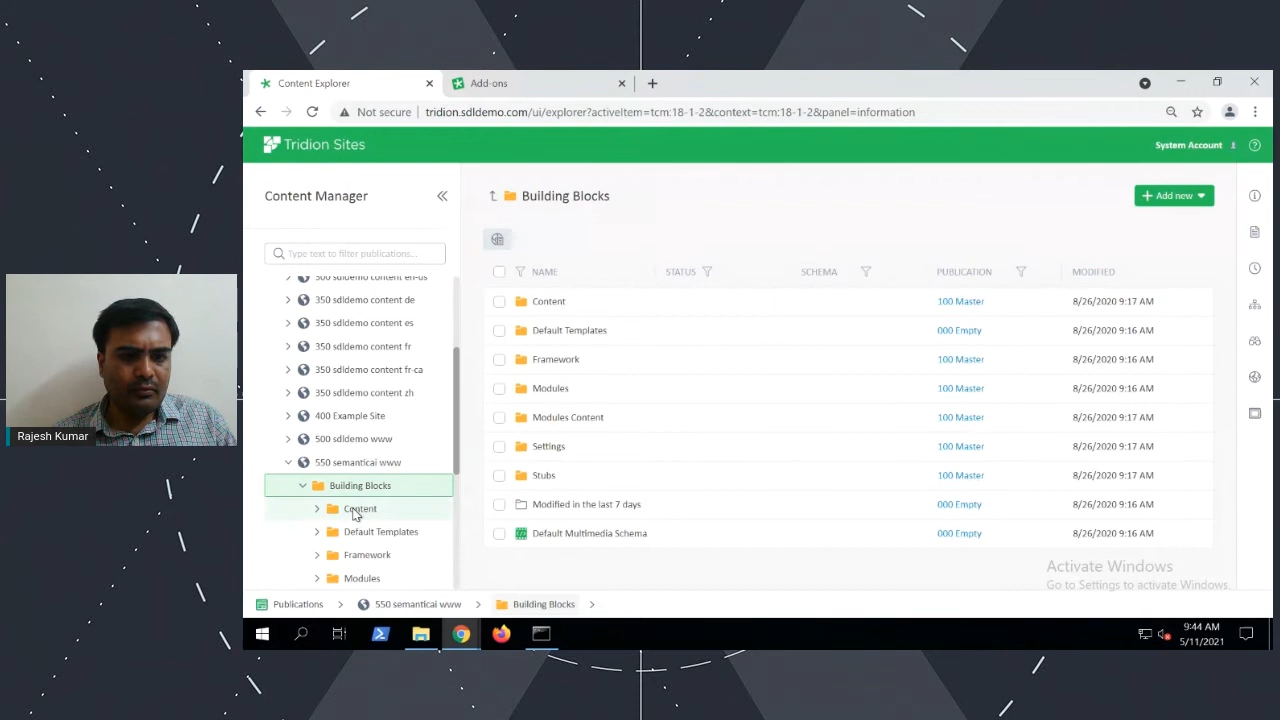 Content Explorer
Add-ons
Not secure
tridion.sdldemo.com/ui/explorer?activeItem=tcm:18-1-2&context=tcm:18-1-2&panel=information
Tridion Sites
System Account
Content Manager
Building Blocks
Add new
Type text to filter publications...
NAME STATUS SCHEMA PUBLICATION MODIFIED
300 sdldemo content en-us
350 sdldemo content de
350 sdldemo content es
350 sdldemo content fr
350 sdldemo content fr-ca
350 sdldemo content zh
400 Example Site
500 sdldemo www
550 semanticai www
Building Blocks
Content
Default Templates
Framework
Modules
Content 100 Master 8/26/2020 9:17 AM
Default Templates 000 Empty 8/26/2020 9:16 AM
Framework 100 Master 8/26/2020 9:17 AM
Modules 100 Master 8/26/2020 9:17 AM
Modules Content 100 Master 8/26/2020 9:17 AM
Settings 100 Master 8/26/2020 9:17 AM
Stubs 100 Master 8/26/2020 9:17 AM
Modified in the last 7 days 000 Empty 8/26/2020 9:16 AM
Default Multimedia Schema 000 Empty 8/26/2020 9:16 AM
Activate Windows
Go to Settings to activate Windows.
Publications
550 semanticai www
Building Blocks
9:44 AM
5/11/2021
Rajesh Kumar